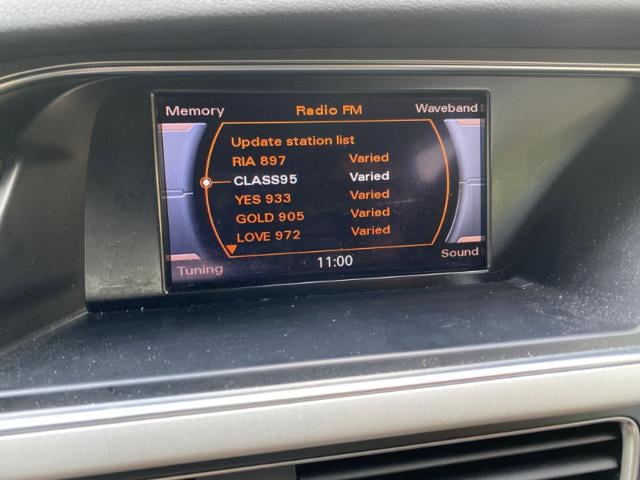 Memory Radio FM Waveband
Update station list
RIA 897 Varied
CLASS95 Varied
YES 933 Varied
GOLD 905 Varied
LOVE 972 Varied
Tuning 11:00 Sound